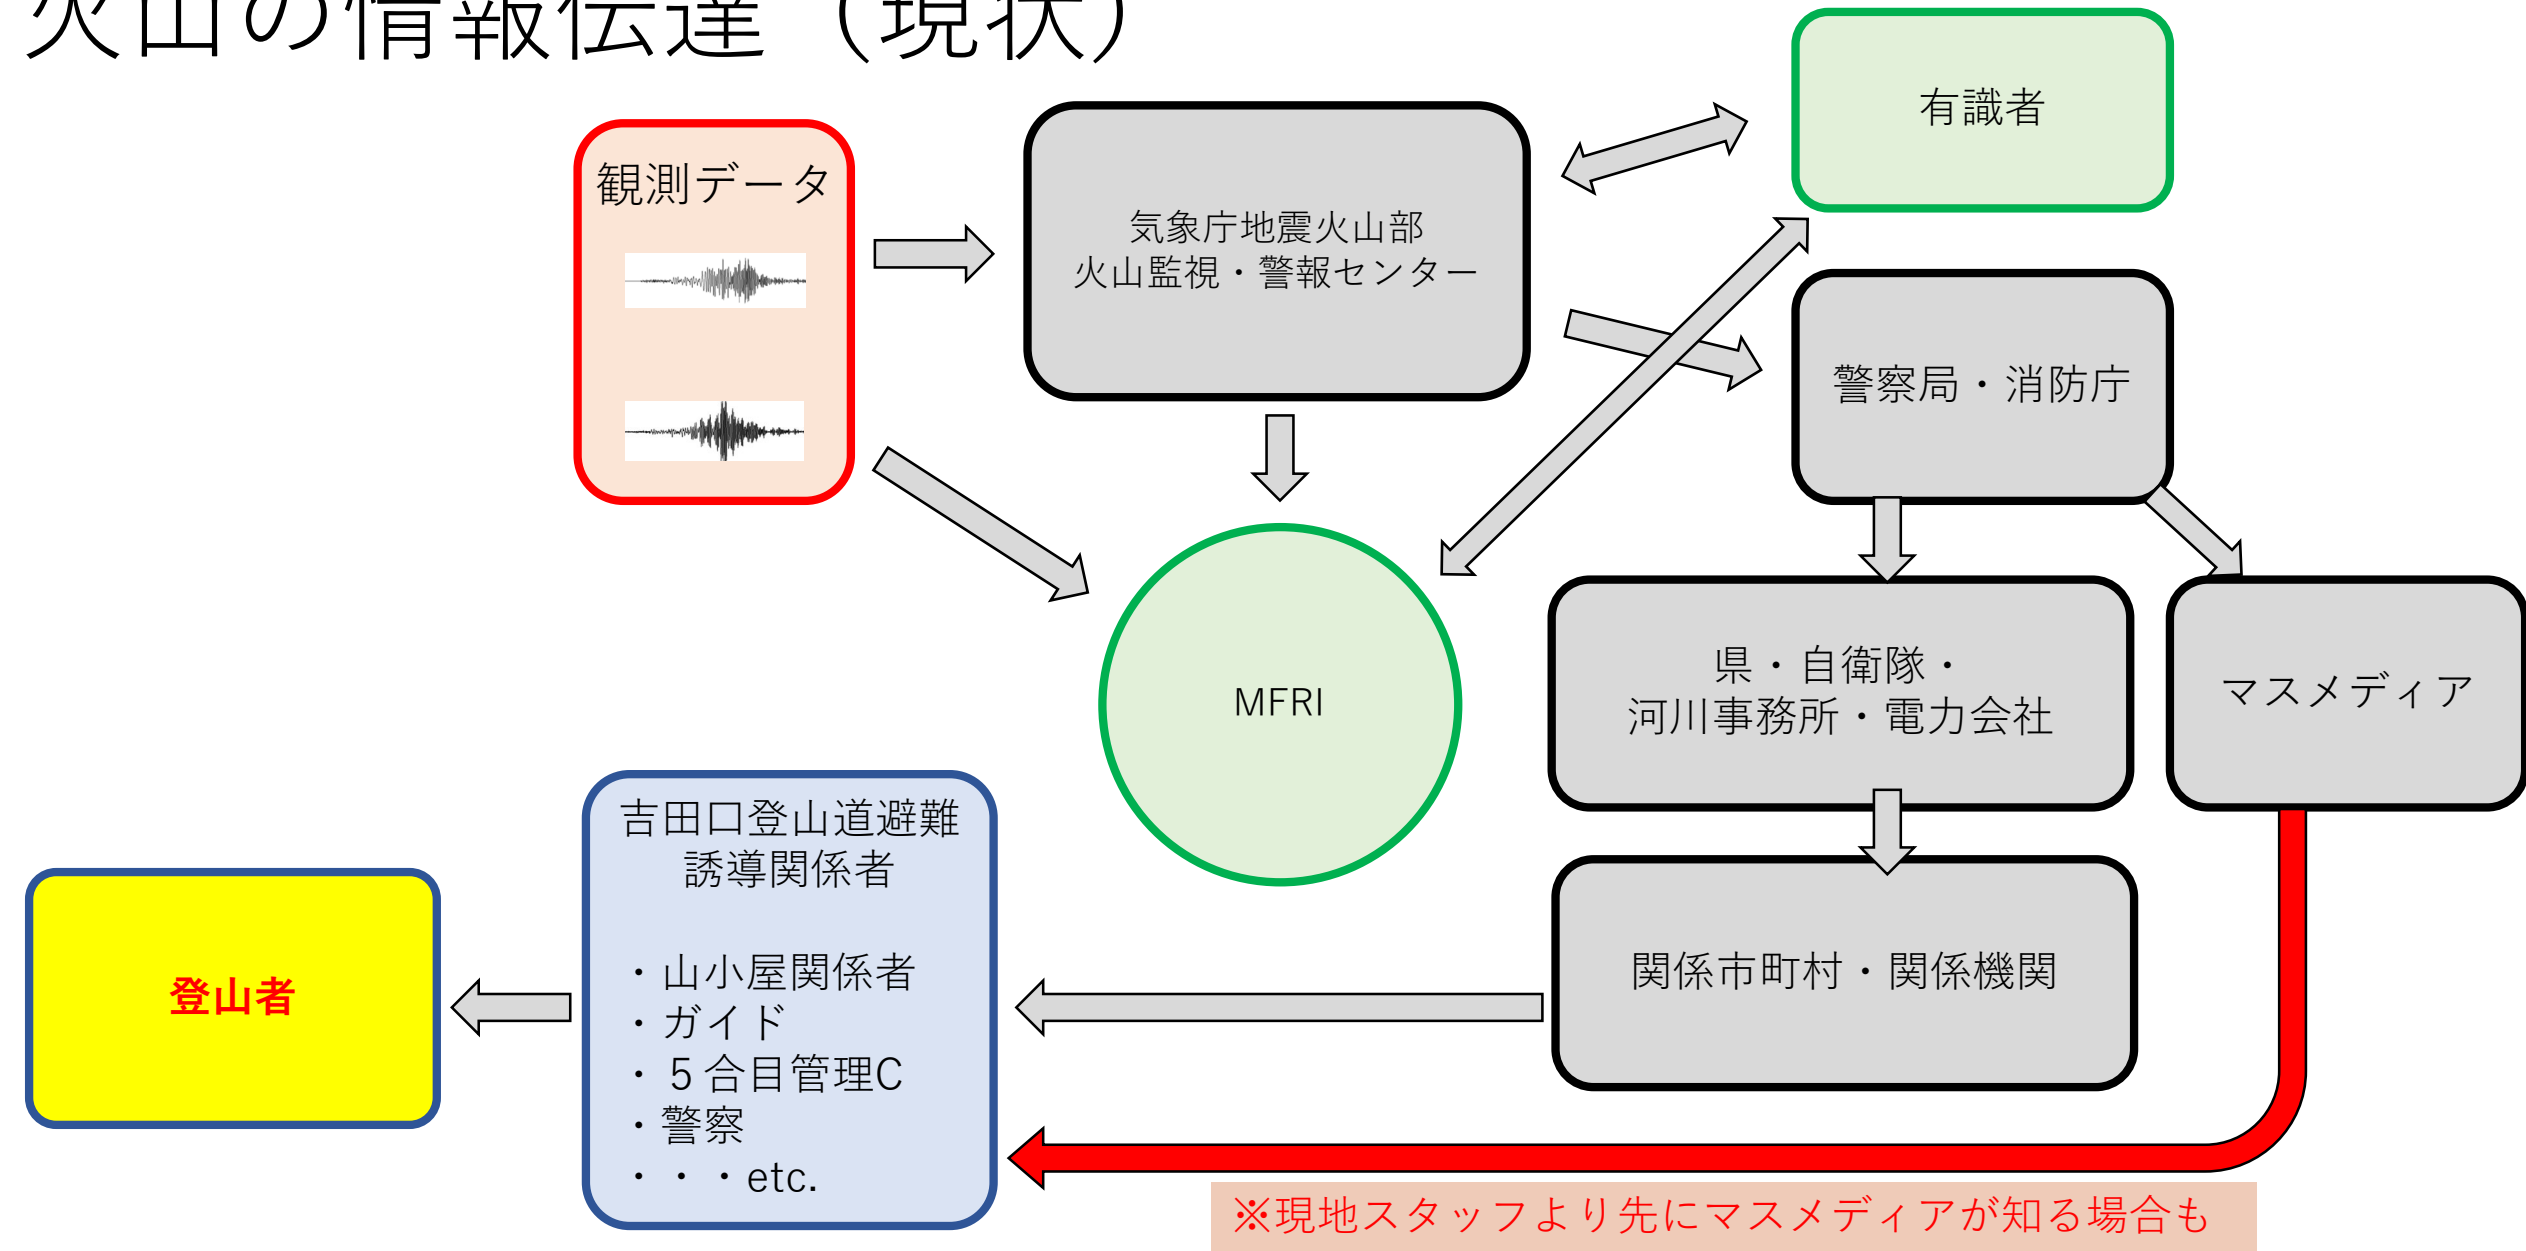 火山の情報伝達（現状）
有識者
観測データ
気象庁地震火山部
火山監視・警報センター
警察局・消防庁
県・自衛隊・
河川事務所・電力会社
マスメディア
MFRI
吉田口登山道避難
誘導関係者
・山小屋関係者
・ガイド
・５合目管理C
・警察
・・・etc.
登山者
関係市町村・関係機関
※現地スタッフより先にマスメディアが知る場合も